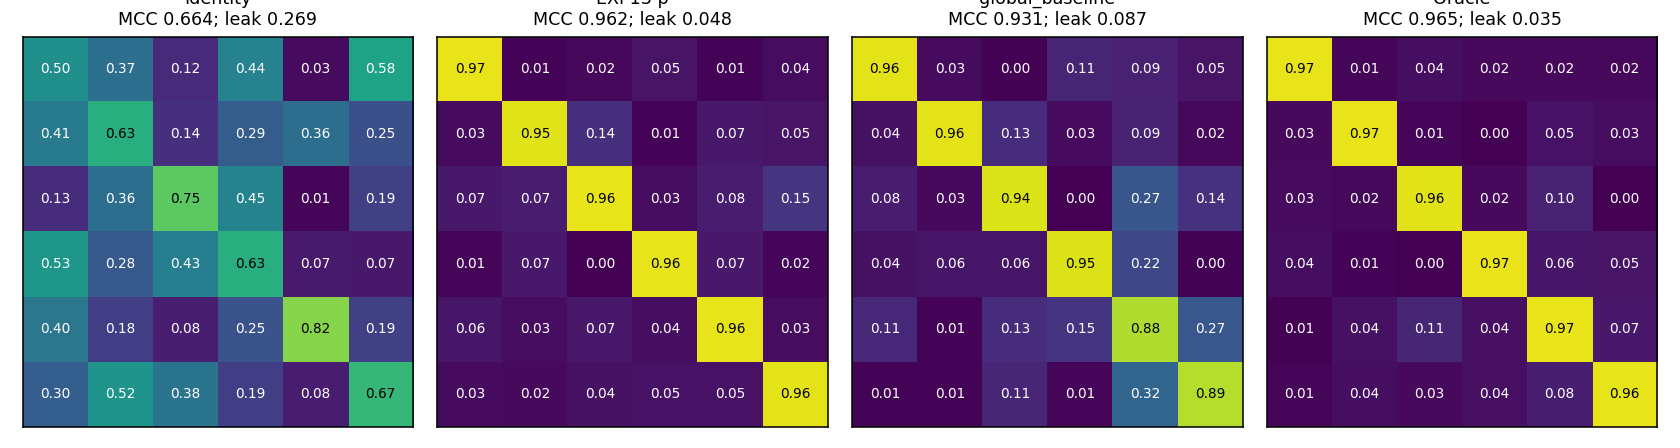 Identity
MCC 0.664; leak 0.269
0.50 0.37 0.12 0.44 0.03 0.58
0.41 0.63 0.14 0.29 0.36 0.25
0.13 0.36 0.75 0.45 0.01 0.19
0.53 0.28 0.43 0.63 0.07 0.07
0.40 0.18 0.08 0.25 0.82 0.19
0.30 0.52 0.38 0.19 0.08 0.67
MCC 0.962; leak 0.048
0.97 0.01 0.02 0.05 0.01 0.04
0.03 0.95 0.14 0.01 0.07 0.05
0.07 0.07 0.96 0.03 0.08 0.15
0.01 0.07 0.00 0.96 0.07 0.02
0.06 0.03 0.07 0.04 0.96 0.03
0.03 0.02 0.04 0.05 0.05 0.96
global_baseline
MCC 0.931; leak 0.087
0.96 0.03 0.00 0.11 0.09 0.05
0.04 0.96 0.13 0.03 0.09 0.02
0.08 0.03 0.94 0.00 0.27 0.14
0.04 0.06 0.06 0.95 0.22 0.00
0.11 0.01 0.13 0.15 0.88 0.27
0.01 0.01 0.11 0.01 0.32 0.89
Oracle
MCC 0.965; leak 0.035
0.97 0.01 0.04 0.02 0.02 0.02
0.03 0.97 0.01 0.00 0.05 0.03
0.03 0.02 0.96 0.02 0.10 0.00
0.04 0.01 0.00 0.97 0.06 0.05
0.01 0.04 0.11 0.04 0.97 0.07
0.01 0.04 0.03 0.04 0.08 0.96